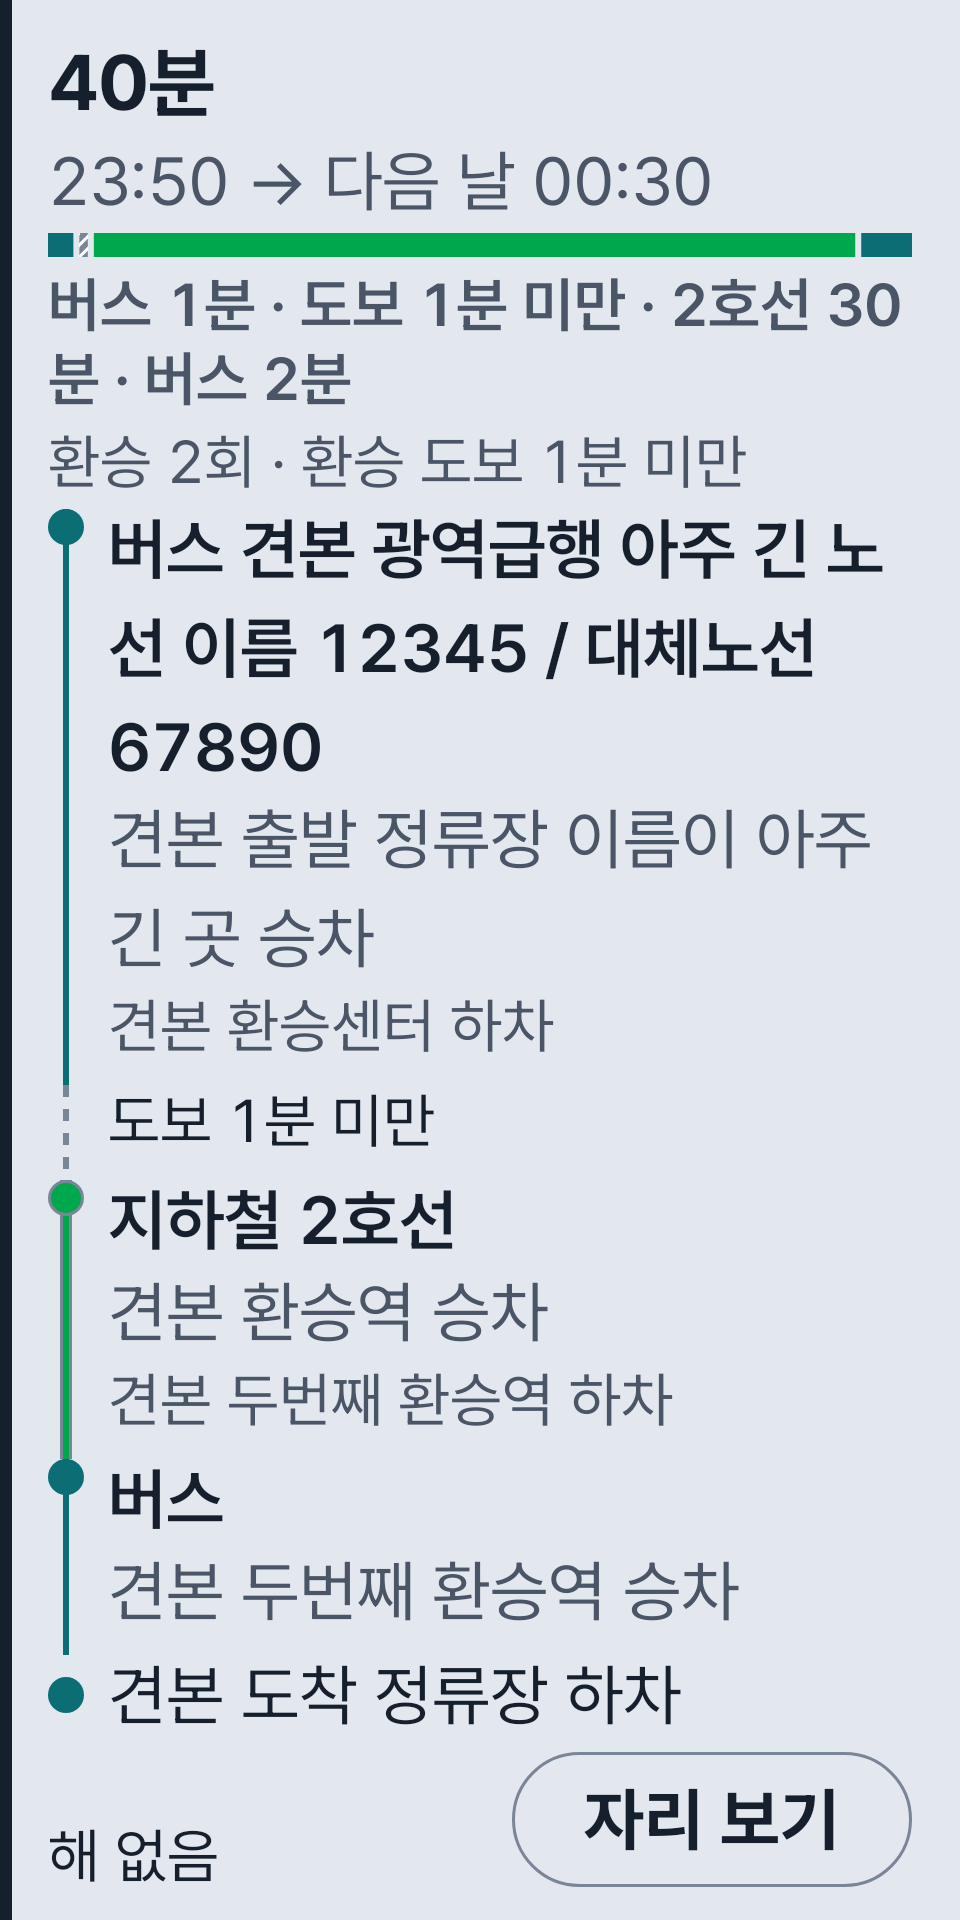 40분
23:50 → 다음 날 00:30
버스 1분 · 도보 1분 미만 · 2호선 30
분 · 버스 2분
환승 2회 · 환승 도보 1분 미만
버스 견본 광역급행 아주 긴 노
선 이름 12345 / 대체노선
67890
견본 출발 정류장 이름이 아주
긴 곳 승차
견본 환승센터 하차
도보 1분 미만
지하철 2호선
견본 환승역 승차
견본 두번째 환승역 하차
버스
견본 두번째 환승역 승차
견본 도착 정류장 하차
해 없음
자리 보기